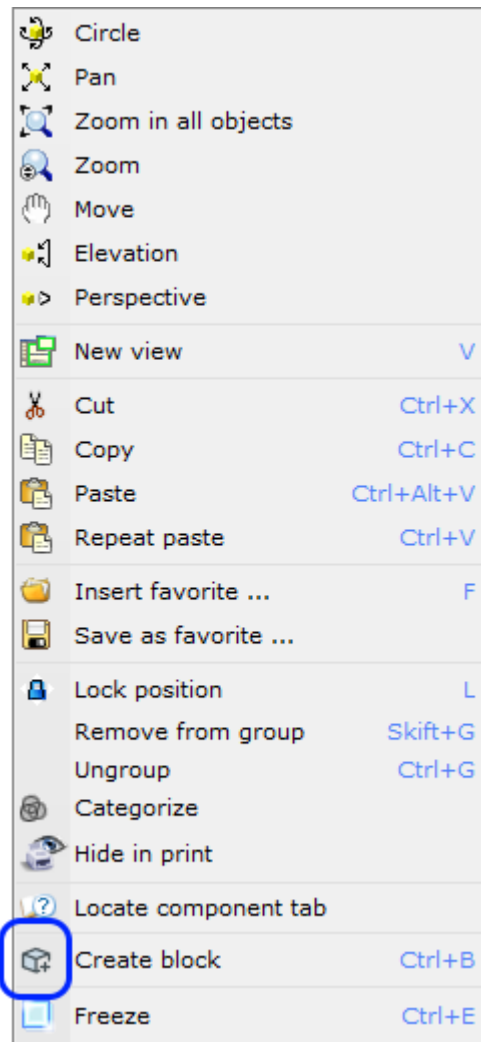 Circle
Pan
Zoom in all objects
Zoom
Move
Elevation
Perspective
New view V
Cut Ctrl+X
Copy Ctrl+C
Paste Ctrl+Alt+V
Repeat paste Ctrl+V
Insert favorite ... F
Save as favorite ...
Lock position L
Remove from group Skift+G
Ungroup Ctrl+G
Categorize
Hide in print
Locate component tab
Create block Ctrl+B
Freeze Ctrl+E